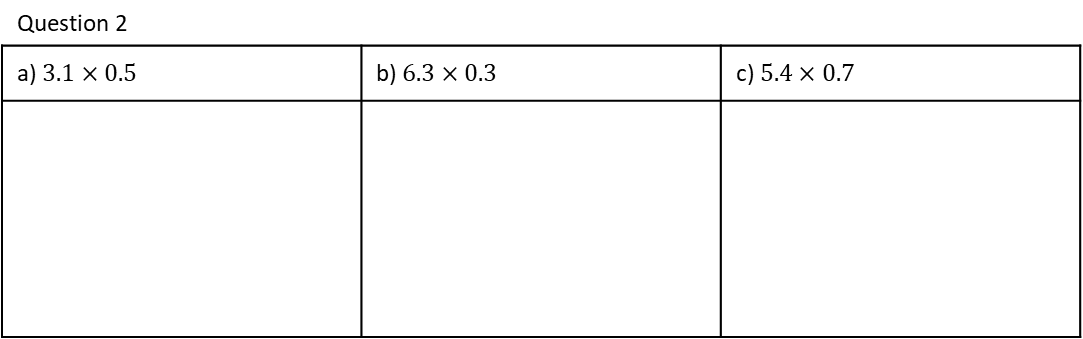 Question 2
a) 3.1 × 0.5
b) 6.3 × 0.3
c) 5.4 × 0.7